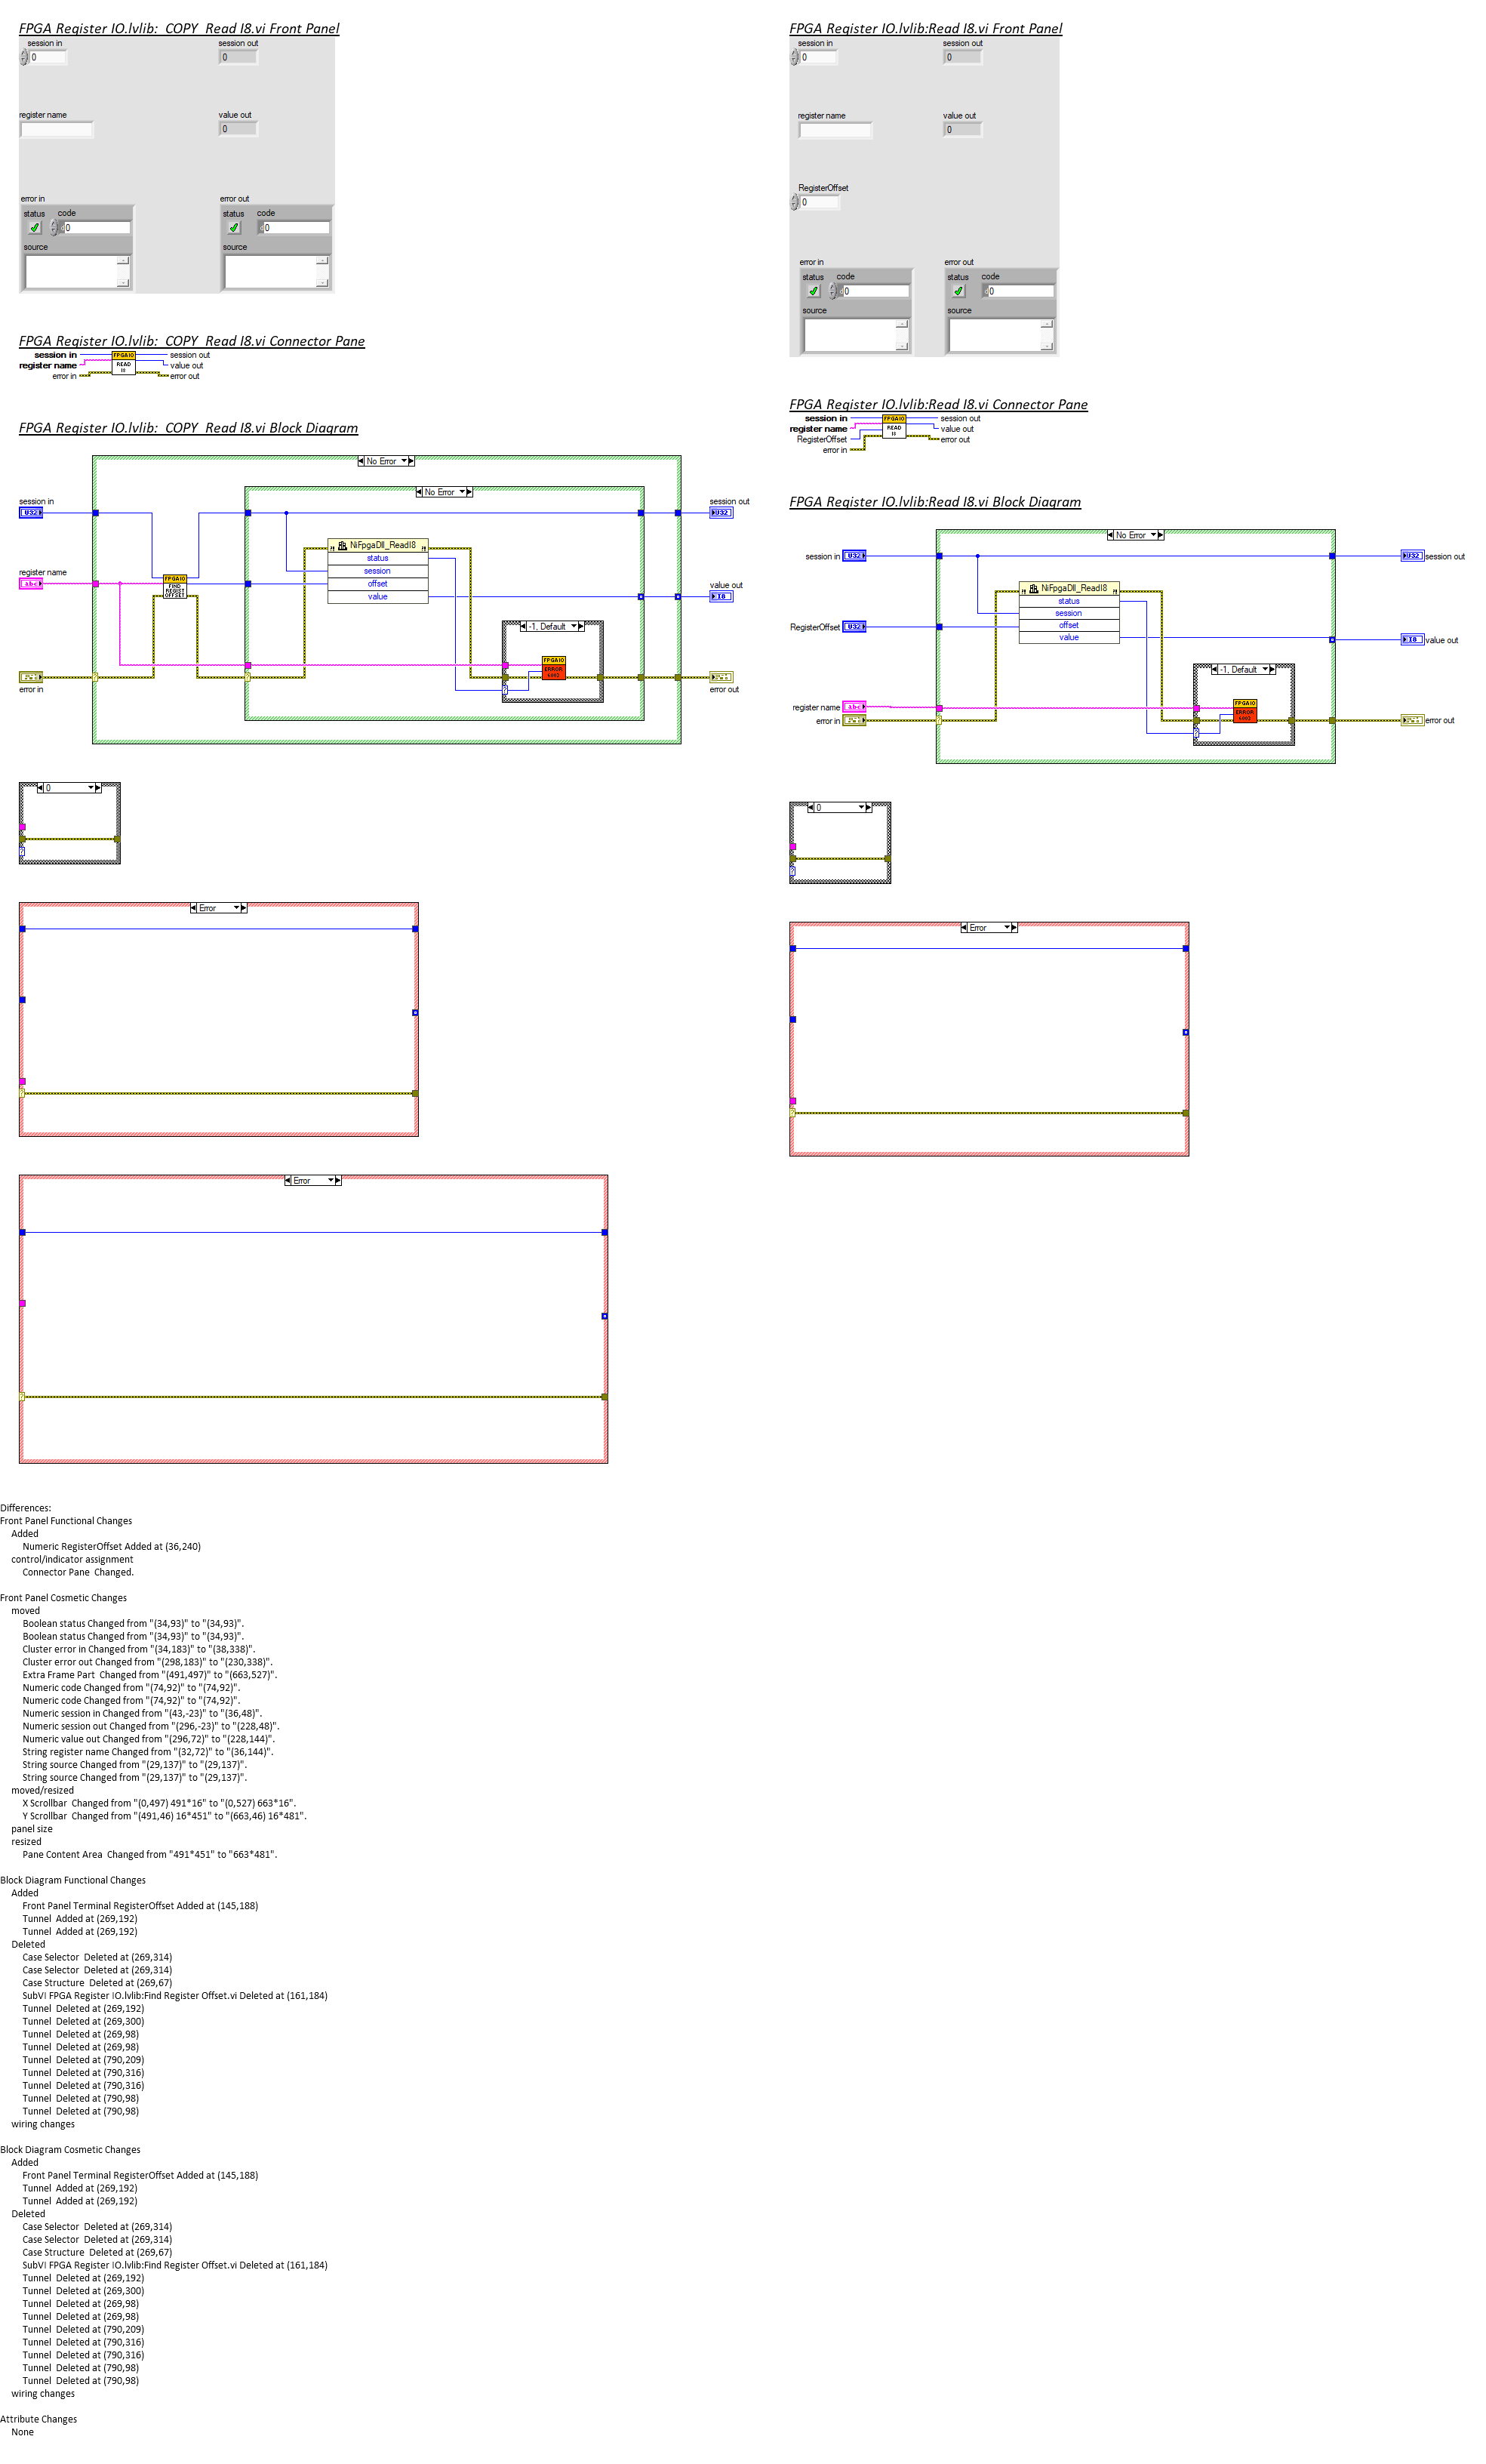 FPGA Register IO.lvlib:  COPY  Read I8.vi Front Panel
session in
session out
0
0
register name
value out
0
error in
error out
status
code
status
code
0
0
source
source
FPGA Register IO.lvlib:  COPY  Read I8.vi Connector Pane
session in
FPGAIO
session out
register name
READ
value out
error in
error out
FPGA Register IO.lvlib:  COPY  Read I8.vi Block Diagram
No Error
No Error
session in
U32
session out
U32
NiFpgaDll_ReadI8
status
session
offset
value
register name
abc
FPGAIO
FIND
REGIST
OFFSET
value out
I8
-1, Default
FPGAIO
ERROR
6003
error in
error out
0
Error
Error
FPGA Register IO.lvlib:Read I8.vi Front Panel
session in
session out
0
0
register name
value out
0
RegisterOffset
0
error in
error out
status
code
status
code
0
0
source
source
FPGA Register IO.lvlib:Read I8.vi Connector Pane
session in
FPGAIO
session out
register name
READ
value out
RegisterOffset
error out
error in
FPGA Register IO.lvlib:Read I8.vi Block Diagram
No Error
session in
U32
U32
session out
NiFpgaDll_ReadI8
status
session
offset
value
RegisterOffset
U32
I8
value out
-1, Default
register name
abc
FPGAIO
ERROR
6003
error in
error out
0
Error
Differences:
Front Panel Functional Changes
Added
Numeric RegisterOffset Added at (36,240)
control/indicator assignment
Connector Pane  Changed.
Front Panel Cosmetic Changes
moved
Boolean status Changed from "(34,93)" to "(34,93)".
Boolean status Changed from "(34,93)" to "(34,93)".
Cluster error in Changed from "(34,183)" to "(38,338)".
Cluster error out Changed from "(298,183)" to "(230,338)".
Extra Frame Part  Changed from "(491,497)" to "(663,527)".
Numeric code Changed from "(74,92)" to "(74,92)".
Numeric code Changed from "(74,92)" to "(74,92)".
Numeric session in Changed from "(43,-23)" to "(36,48)".
Numeric session out Changed from "(296,-23)" to "(228,48)".
Numeric value out Changed from "(296,72)" to "(228,144)".
String register name Changed from "(32,72)" to "(36,144)".
String source Changed from "(29,137)" to "(29,137)".
String source Changed from "(29,137)" to "(29,137)".
moved/resized
X Scrollbar  Changed from "(0,497) 491*16" to "(0,527) 663*16".
Y Scrollbar  Changed from "(491,46) 16*451" to "(663,46) 16*481".
panel size
resized
Pane Content Area  Changed from "491*451" to "663*481".
Block Diagram Functional Changes
Added
Front Panel Terminal RegisterOffset Added at (145,188)
Tunnel  Added at (269,192)
Tunnel  Added at (269,192)
Deleted
Case Selector  Deleted at (269,314)
Case Selector  Deleted at (269,314)
Case Structure  Deleted at (269,67)
SubVI FPGA Register IO.lvlib:Find Register Offset.vi Deleted at (161,184)
Tunnel  Deleted at (269,192)
Tunnel  Deleted at (269,300)
Tunnel  Deleted at (269,98)
Tunnel  Deleted at (269,98)
Tunnel  Deleted at (790,209)
Tunnel  Deleted at (790,316)
Tunnel  Deleted at (790,316)
Tunnel  Deleted at (790,98)
Tunnel  Deleted at (790,98)
wiring changes
Block Diagram Cosmetic Changes
Added
Front Panel Terminal RegisterOffset Added at (145,188)
Tunnel  Added at (269,192)
Tunnel  Added at (269,192)
Deleted
Case Selector  Deleted at (269,314)
Case Selector  Deleted at (269,314)
Case Structure  Deleted at (269,67)
SubVI FPGA Register IO.lvlib:Find Register Offset.vi Deleted at (161,184)
Tunnel  Deleted at (269,192)
Tunnel  Deleted at (269,300)
Tunnel  Deleted at (269,98)
Tunnel  Deleted at (269,98)
Tunnel  Deleted at (790,209)
Tunnel  Deleted at (790,316)
Tunnel  Deleted at (790,316)
Tunnel  Deleted at (790,98)
Tunnel  Deleted at (790,98)
wiring changes
Attribute Changes
None